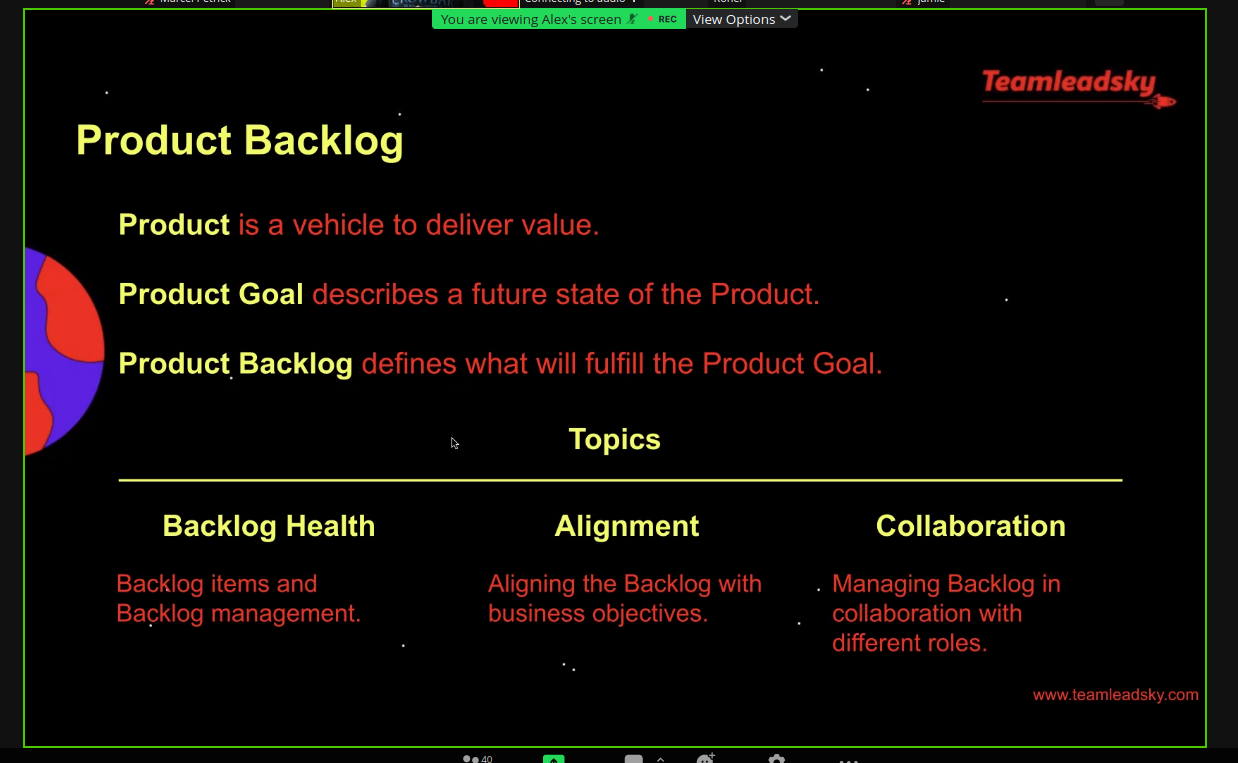 You are viewing Alex's screen REC View Options
Teamleadsky
Product Backlog
Product is a vehicle to deliver value.
Product Goal describes a future state of the Product.
Product Backlog defines what will fulfill the Product Goal.
Topics
Backlog Health Alignment Collaboration
Backlog items and
Backlog management.
Aligning the Backlog with
business objectives.
Managing Backlog in
collaboration with
different roles.
www.teamleadsky.com
40